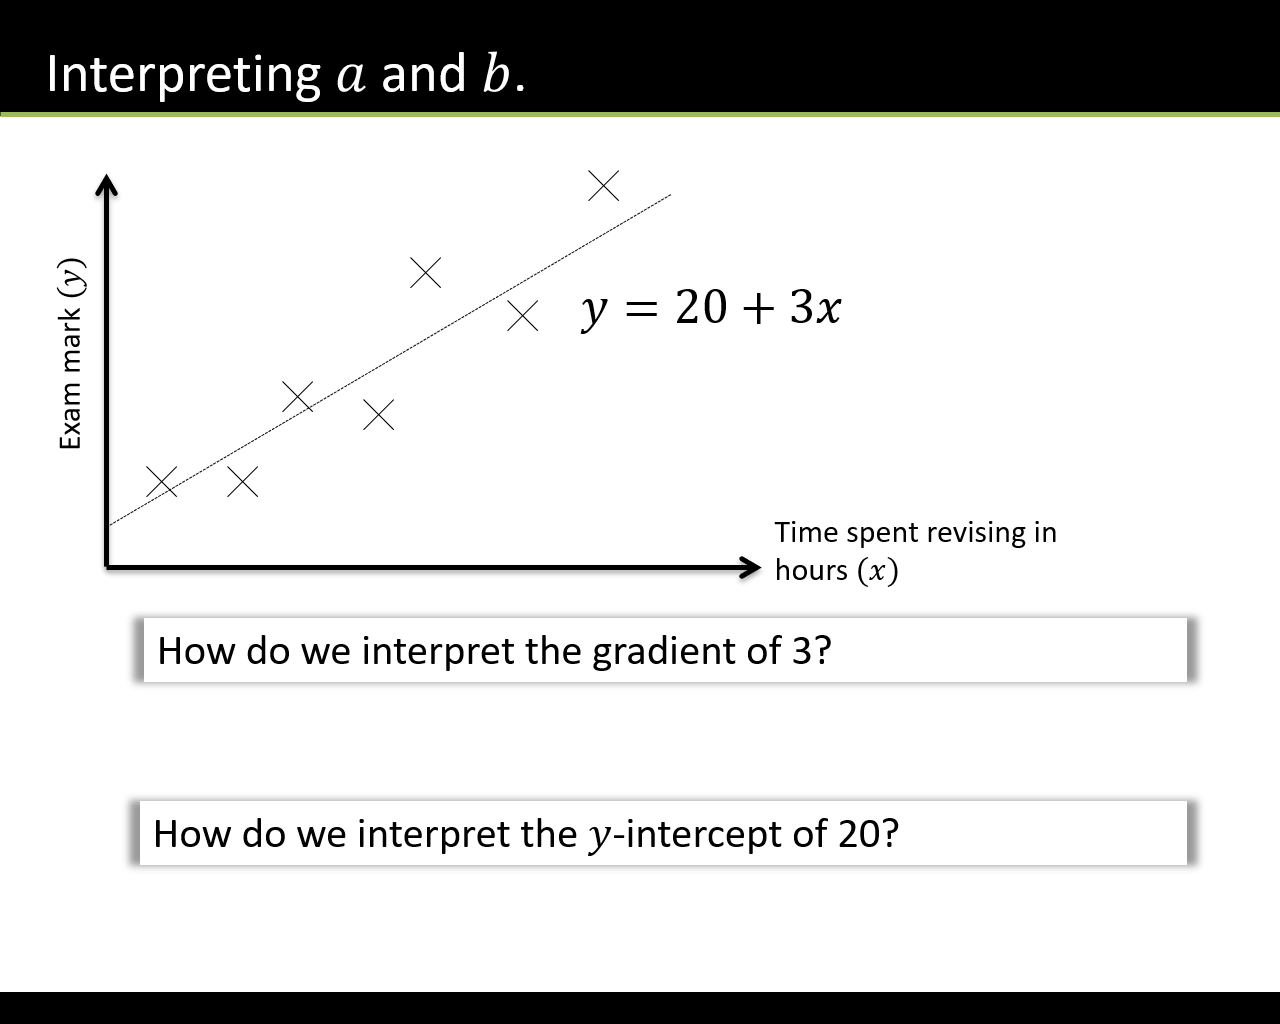 Interpreting a and b.
Exam mark (y)
y = 20 + 3x
Time spent revising in
hours (x)
How do we interpret the gradient of 3?
How do we interpret the y-intercept of 20?